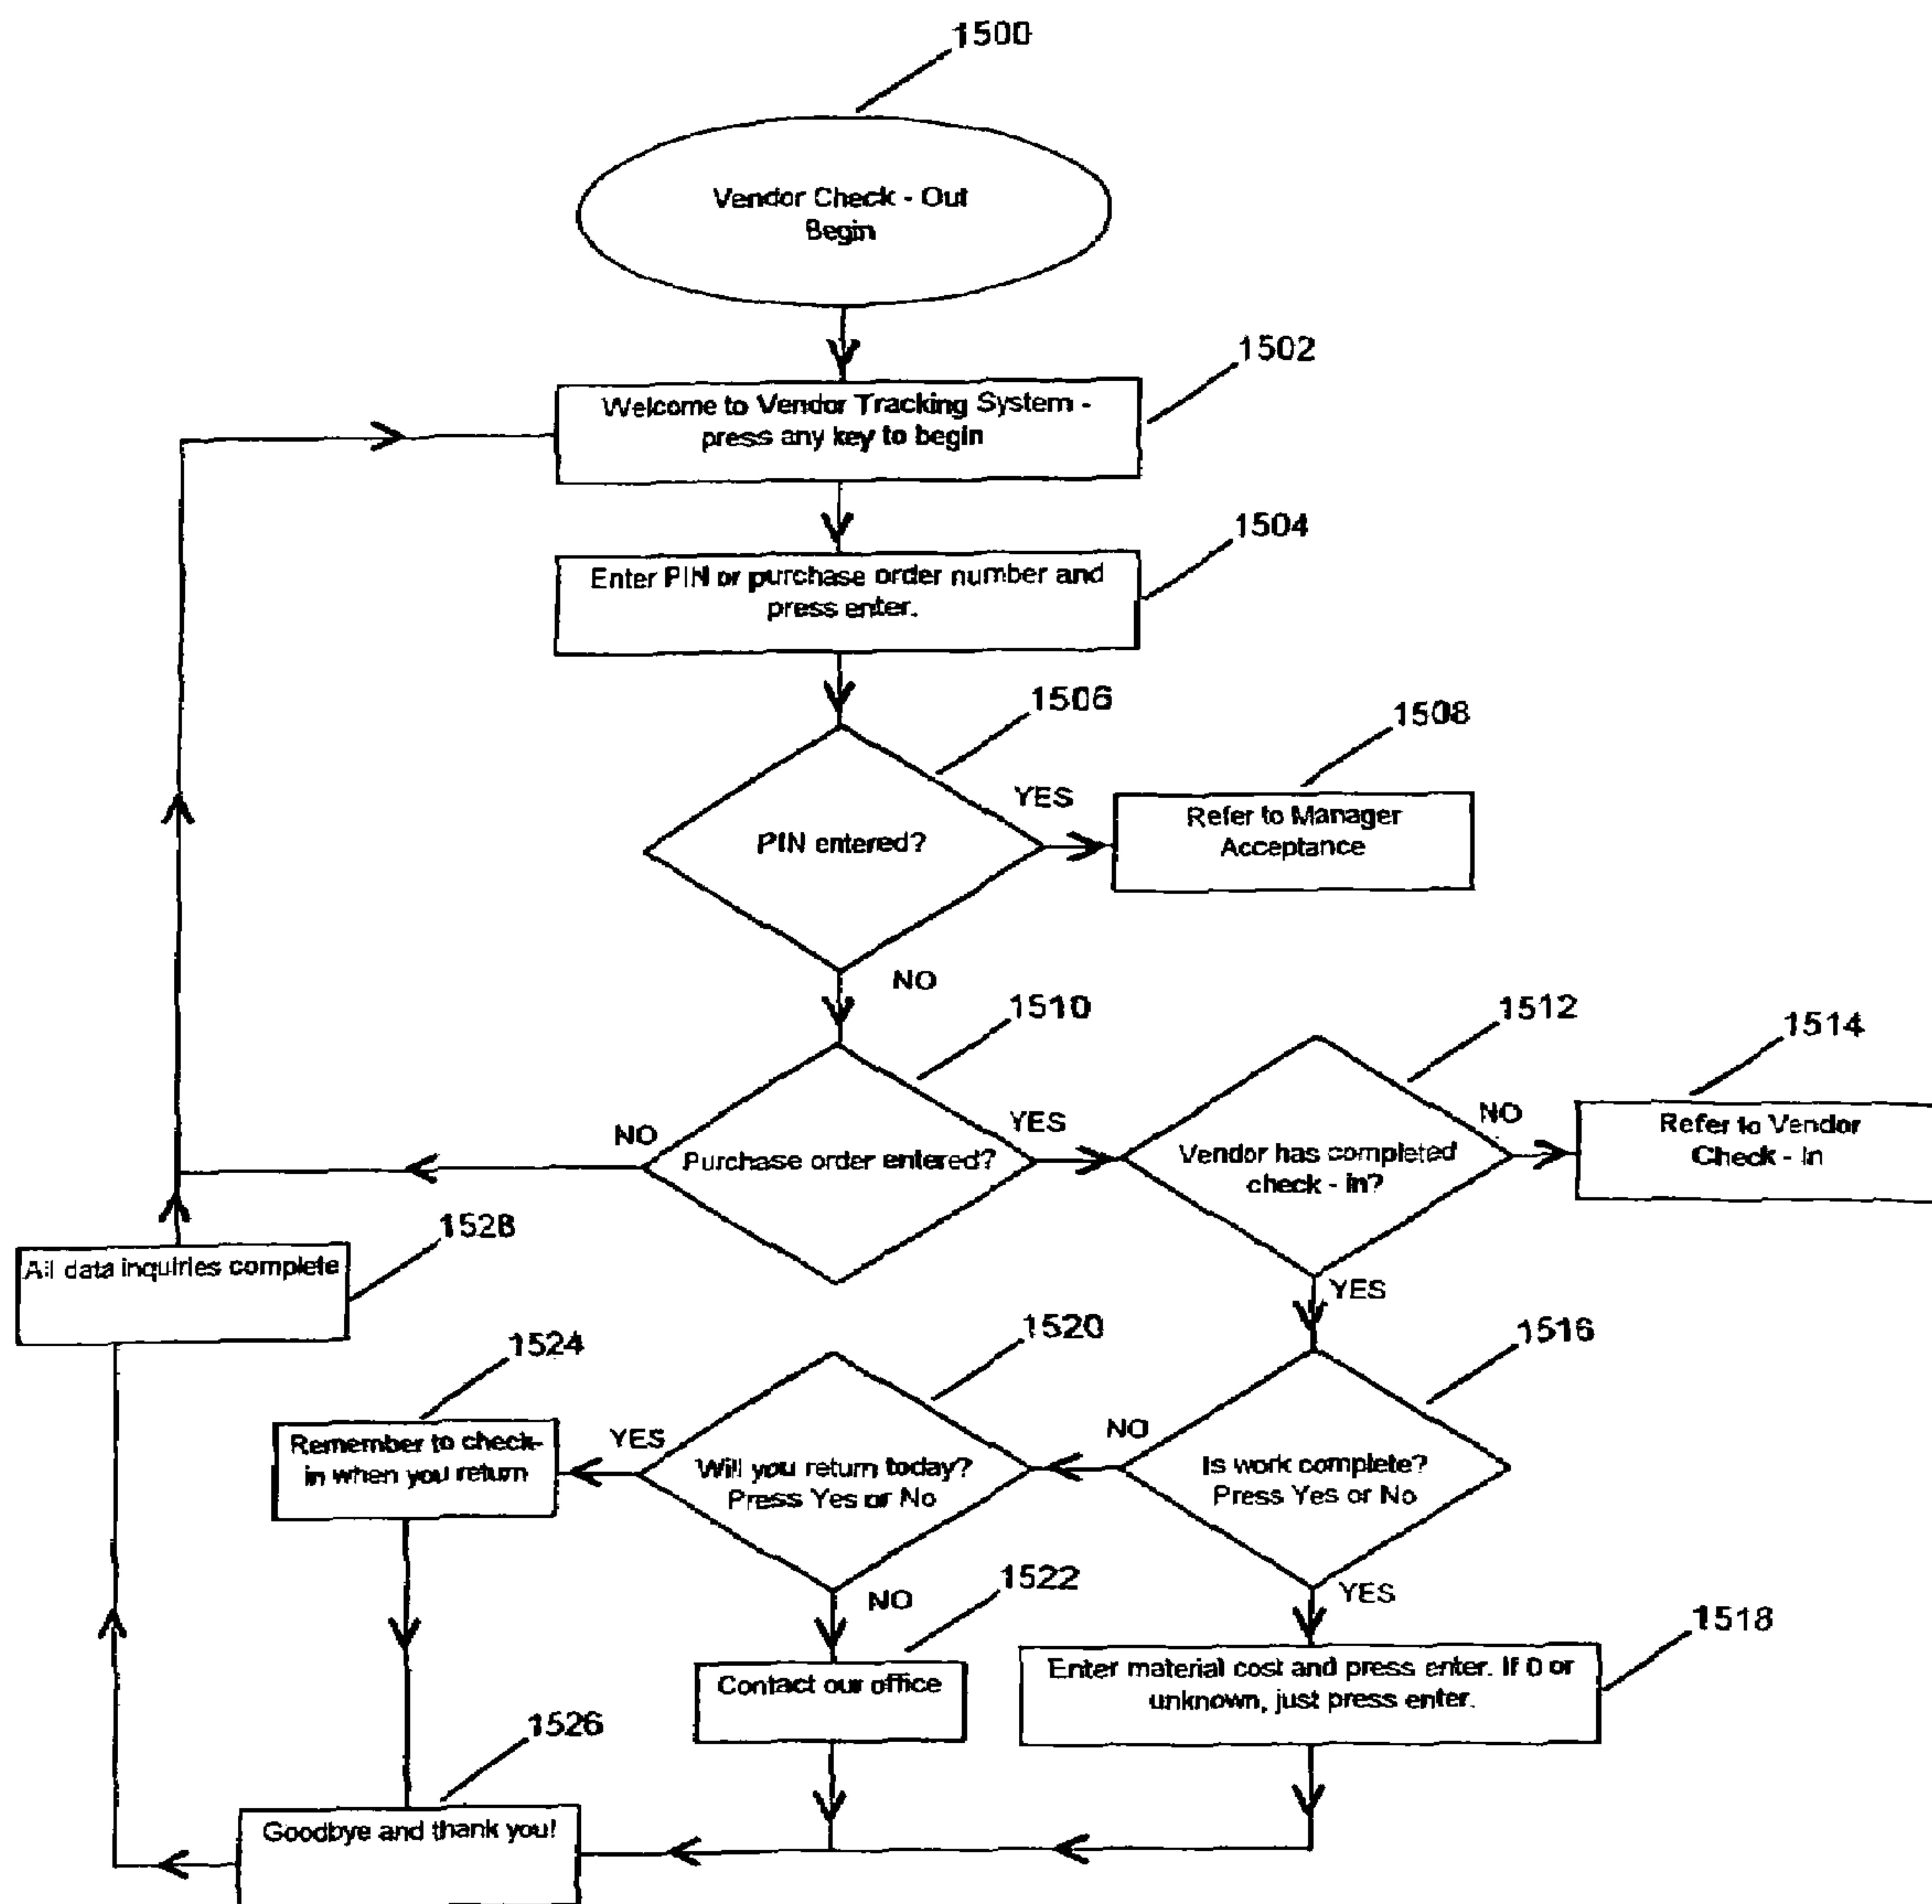 1500
Vendor Check - Out
Begin
1502
Welcome to Vendor Tracking System -
press any key to begin
1504
Enter PIN or purchase order number and
press enter.
1506
1508
YES
PIN entered?
Refer to Manager
Acceptance
NO
1510
1512
1514
NO
Purchase order entered?
YES
Vendor has completed
check - in?
NO
Refer to Vendor
Check - In
1528
All data inquiries complete
YES
1524
1520
1516
Remember to check-
in when you return
YES
Will you return today?
Press Yes or No
NO
Is work complete?
Press Yes or No
NO
1522
YES
1518
Contact our office
Enter material cost and press enter. If 0 or
unknown, just press enter.
1526
Goodbye and thank you!